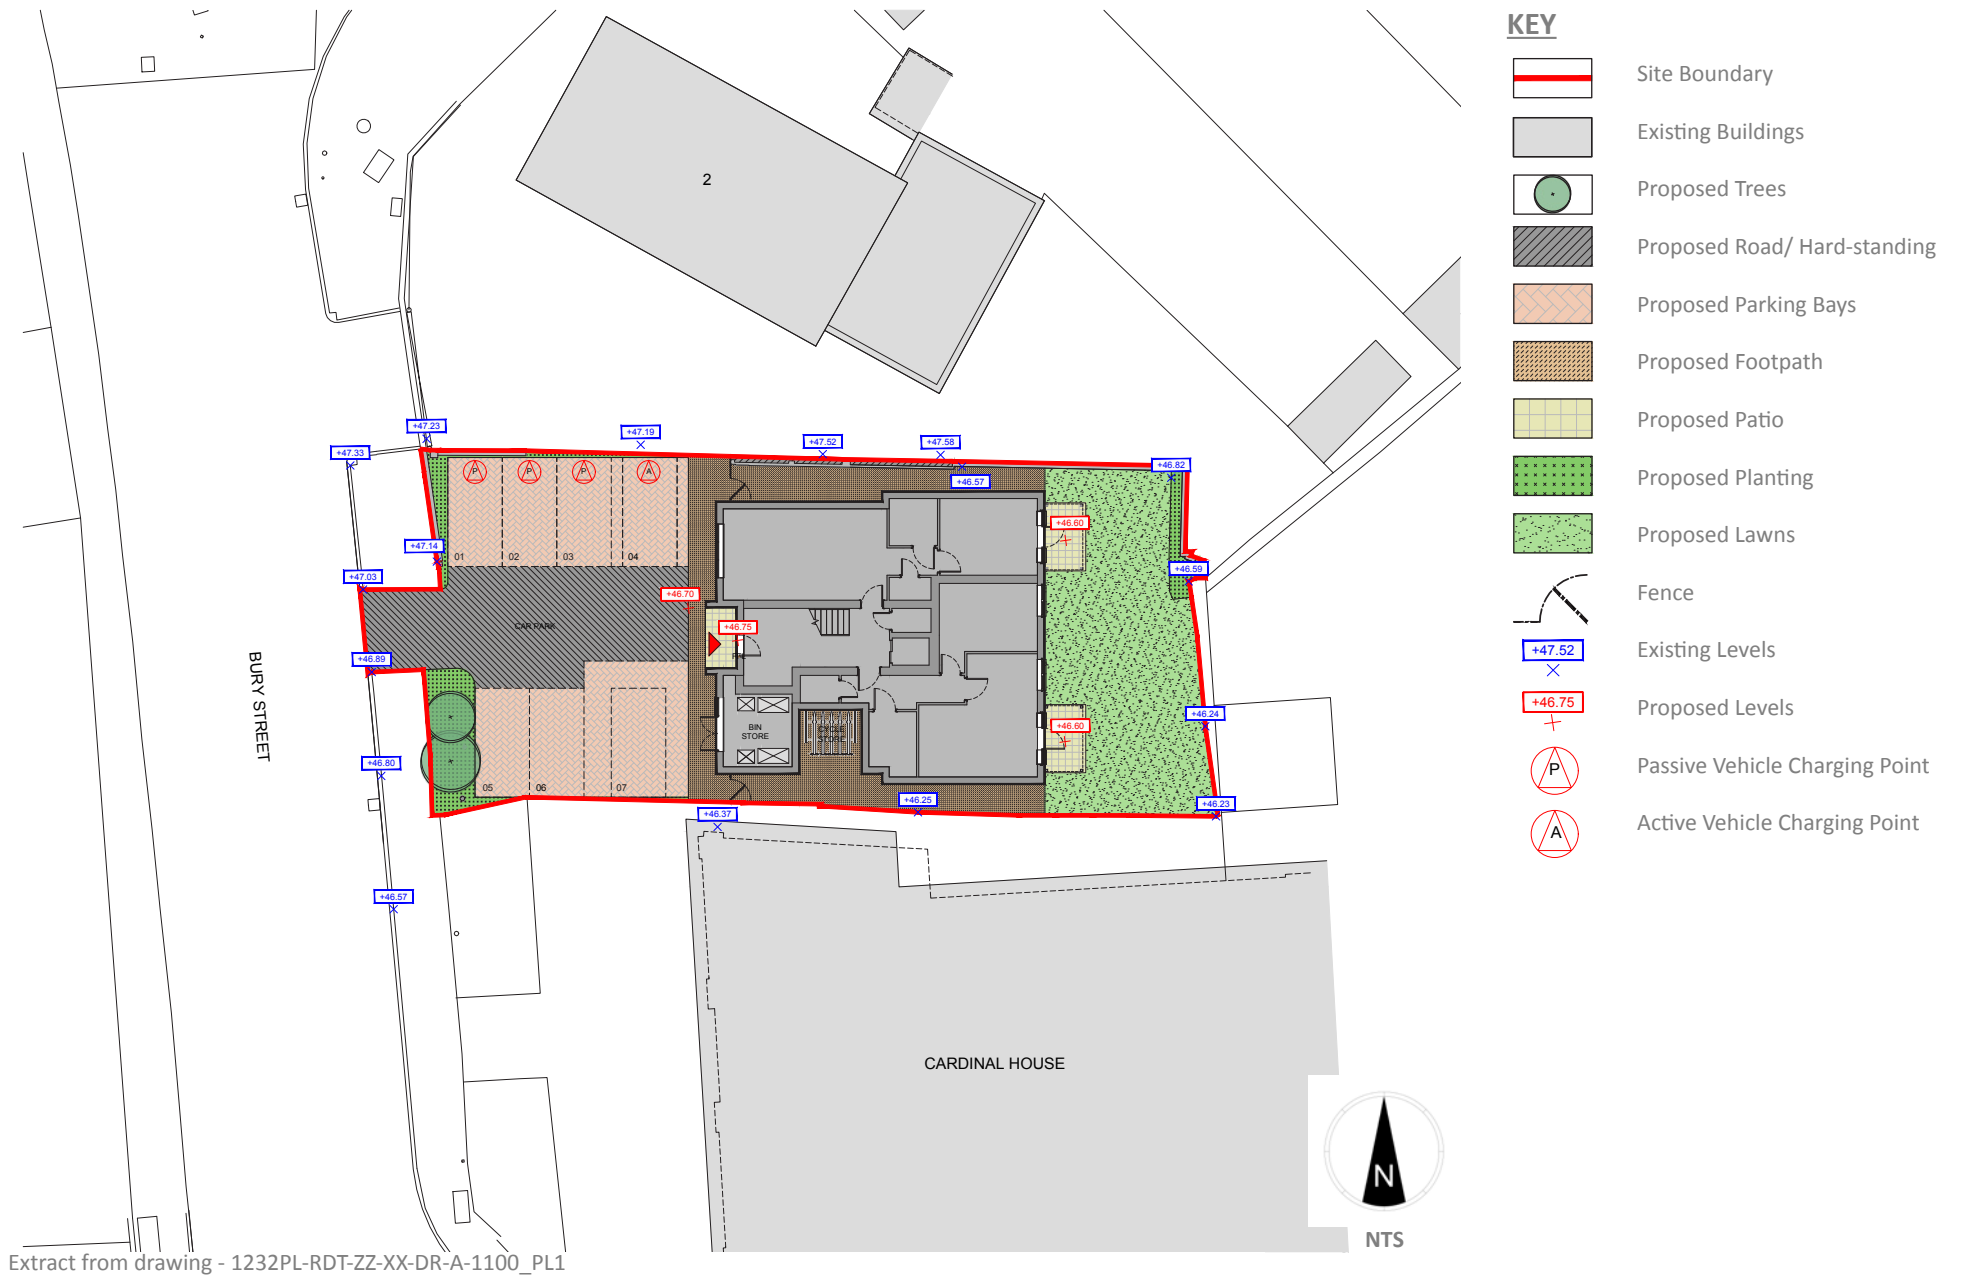 KEY
Site Boundary
Existing Buildings
Proposed Trees
Proposed Road/ Hard-standing
Proposed Parking Bays
Proposed Footpath
Proposed Patio
Proposed Planting
Proposed Lawns
Fence
+47.52
Existing Levels
+46.75
Proposed Levels
P
Passive Vehicle Charging Point
A
Active Vehicle Charging Point
2
+47.23
+47.19
+47.33
+47.52
+47.58
+46.82
+46.57
P
P
P
A
+46.60
+47.14
01
02
03
04
+47.03
+46.59
+46.70
CAR PARK
+46.75
+46.89
BURY STREET
+46.24
+46.60
BIN
STORE
CYCLE
STORE
+46.80
05
06
07
+46.25
+46.23
+46.37
+46.57
CARDINAL HOUSE
N
NTS
Extract from drawing - 1232PL-RDT-ZZ-XX-DR-A-1100_PL1